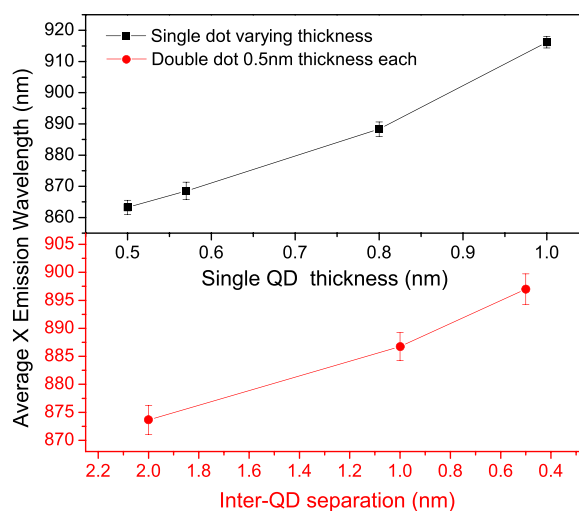 Average X Emission Wavelength (nm)
920
910
900
890
880
870
860
Single dot varying thickness
Double dot 0.5nm thickness each
0.5 0.6 0.7 0.8 0.9 1.0
Single QD thickness (nm)
905
900
895
890
885
880
875
870
2.2 2.0 1.8 1.6 1.4 1.2 1.0 0.8 0.6 0.4
Inter-QD separation (nm)